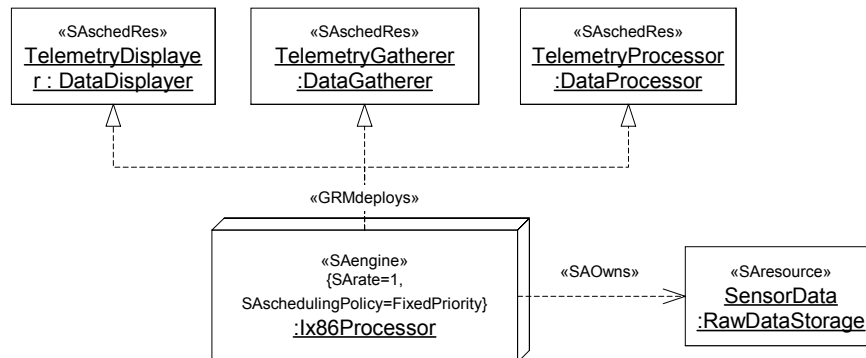 «SAschedRes»
TelemetryDisplaye
r : DataDisplayer
«SAschedRes»
TelemetryGatherer
:DataGatherer
«SAschedRes»
TelemetryProcessor
:DataProcessor
«GRMdeploys»
«SAengine»
{SArate=1,
SAschedulingPolicy=FixedPriority}
:Ix86Processor
«SAOwns»
«SAresource»
SensorData
:RawDataStorage